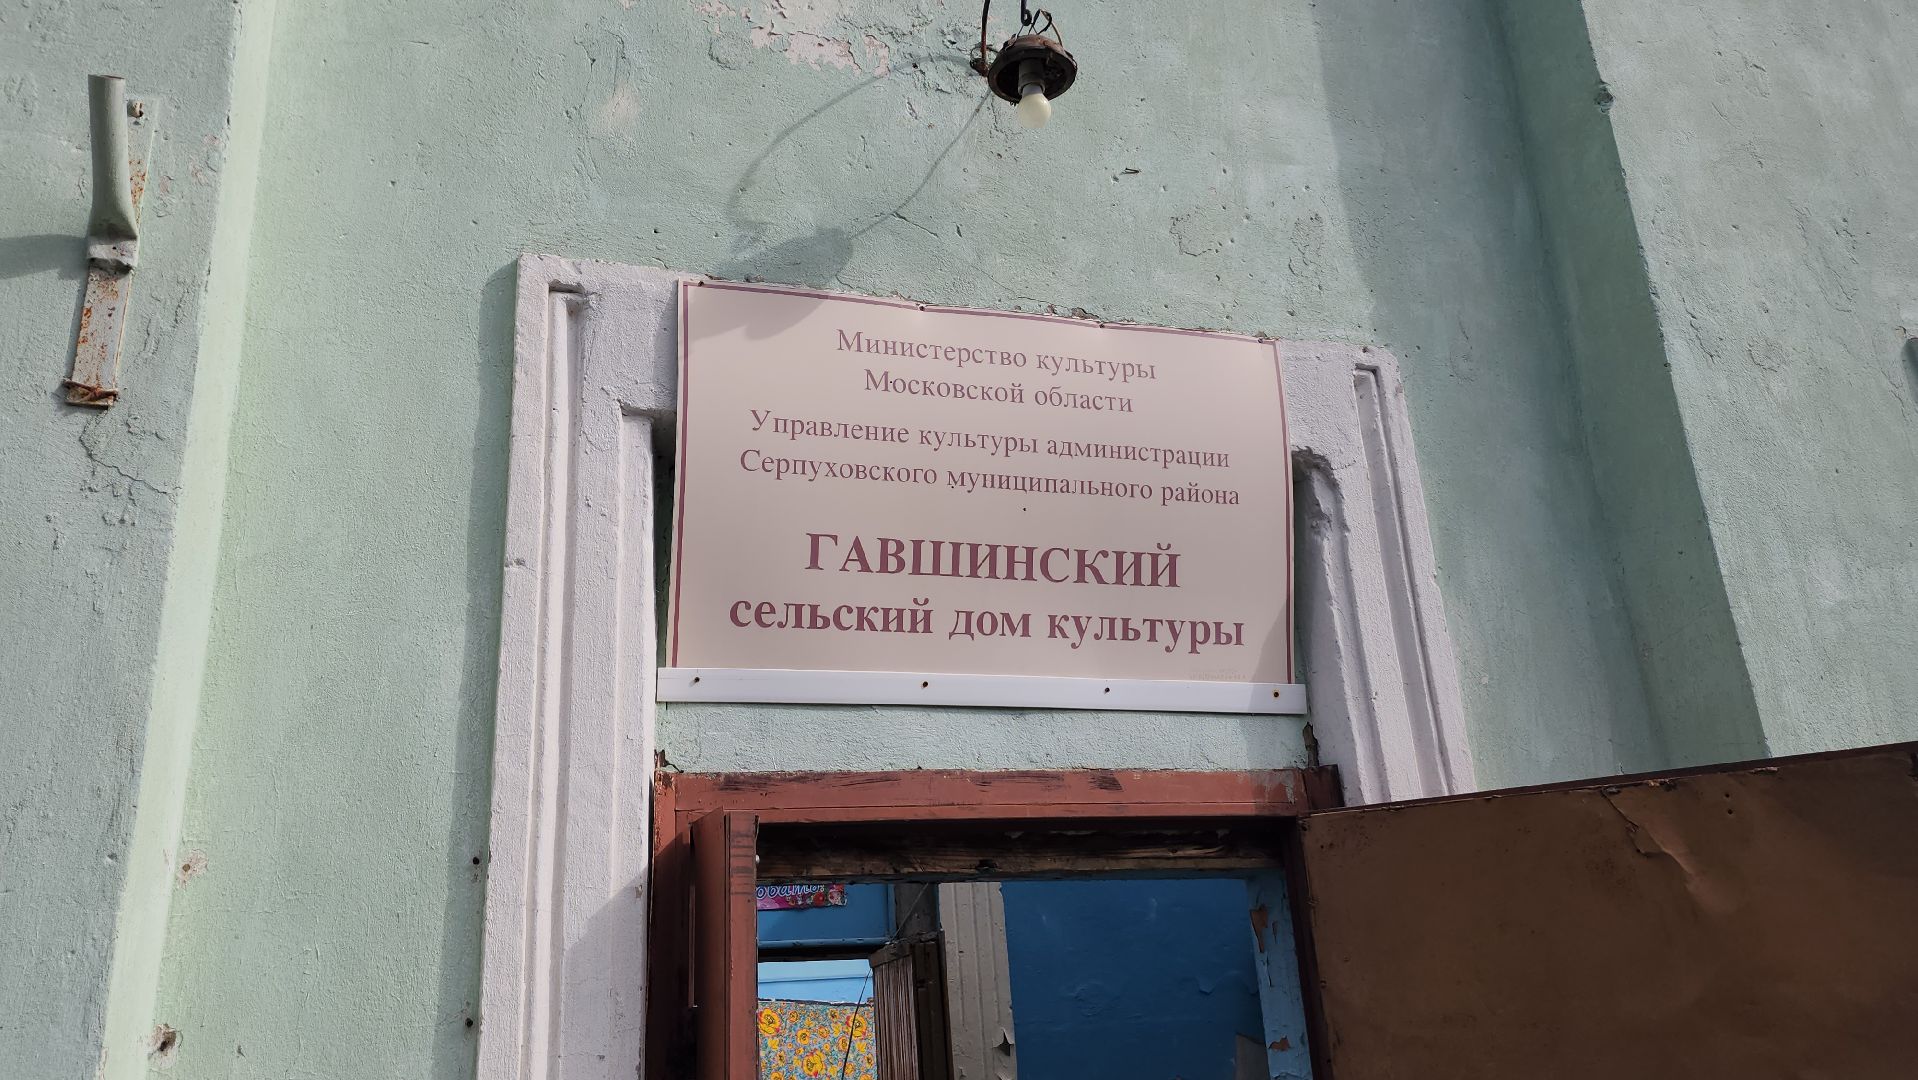 Министерство культуры
Московской области
Управление культуры администрации
Серпуховского муниципального района
ГАВШИНСКИЙ
сельский дом культуры